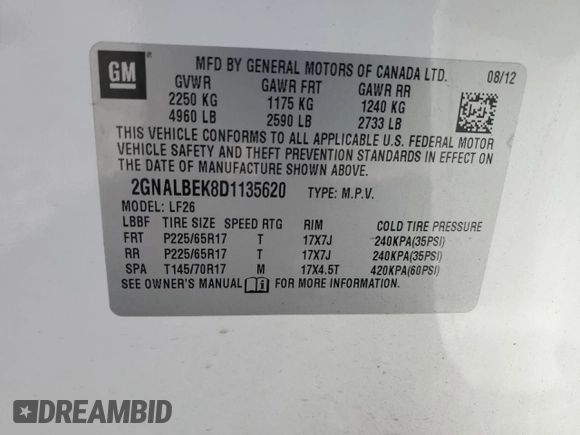 GM
MFD BY GENERAL MOTORS OF CANADA LTD. 08/12
GVWR GAWR FRT GAWR RR
2250 KG 1175 KG 1240 KG
4960 LB 2590 LB 2733 LB
THIS VEHICLE CONFORMS TO ALL APPLICABLE U.S. FEDERAL MOTOR
VEHICLE SAFETY AND THEFT PREVENTION STANDARDS IN EFFECT ON
THE DATE OF MANUFACTURE SHOWN ABOVE.
2GNALBEK8D1135620 TYPE: M.P.V.
MODEL: LF26
LBBF TIRE SIZE SPEED RTG RIM COLD TIRE PRESSURE
FRT P225/65R17 T 17X7J 240KPA(35PSI)
RR P225/65R17 T 17X7J 240KPA(35PSI)
SPA T145/70R17 M 17X4.5T 420KPA(60PSI)
SEE OWNER'S MANUAL FOR MORE INFORMATION.
DREAMBID